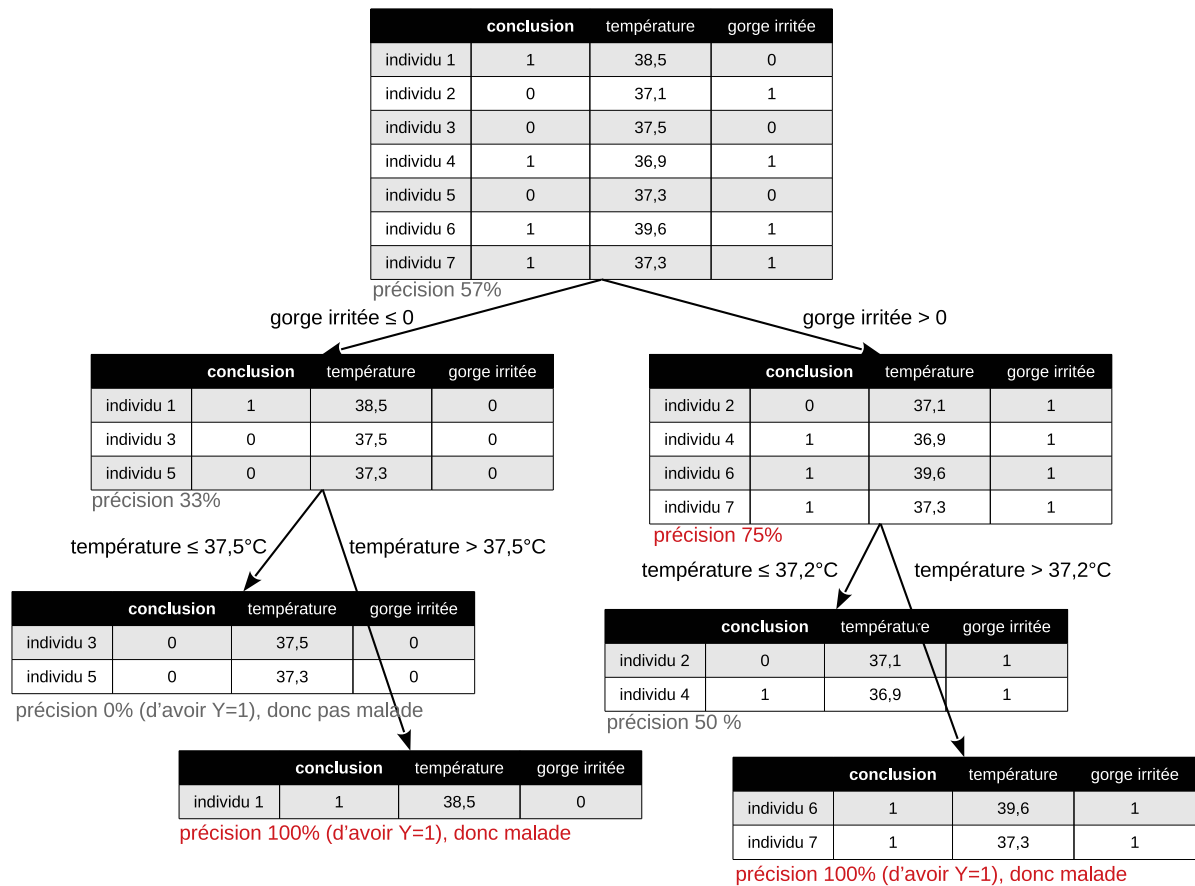 conclusion température gorge irritée
individu 1 1 38,5 0
individu 2 0 37,1 1
individu 3 0 37,5 0
individu 4 1 36,9 1
individu 5 0 37,3 0
individu 6 1 39,6 1
individu 7 1 37,3 1
précision 57%
gorge irritée ≤ 0
gorge irritée > 0
conclusion température gorge irritée
individu 1 1 38,5 0
individu 3 0 37,5 0
individu 5 0 37,3 0
précision 33%
conclusion température gorge irritée
individu 2 0 37,1 1
individu 4 1 36,9 1
individu 6 1 39,6 1
individu 7 1 37,3 1
précision 75%
température ≤ 37,5°C
température > 37,5°C
température ≤ 37,2°C
température > 37,2°C
conclusion température gorge irritée
individu 3 0 37,5 0
individu 5 0 37,3 0
précision 0% (d'avoir Y=1), donc pas malade
conclusion température gorge irritée
individu 2 0 37,1 1
individu 4 1 36,9 1
précision 50 %
conclusion température gorge irritée
individu 1 1 38,5 0
précision 100% (d'avoir Y=1), donc malade
conclusion température gorge irritée
individu 6 1 39,6 1
individu 7 1 37,3 1
précision 100% (d'avoir Y=1), donc malade